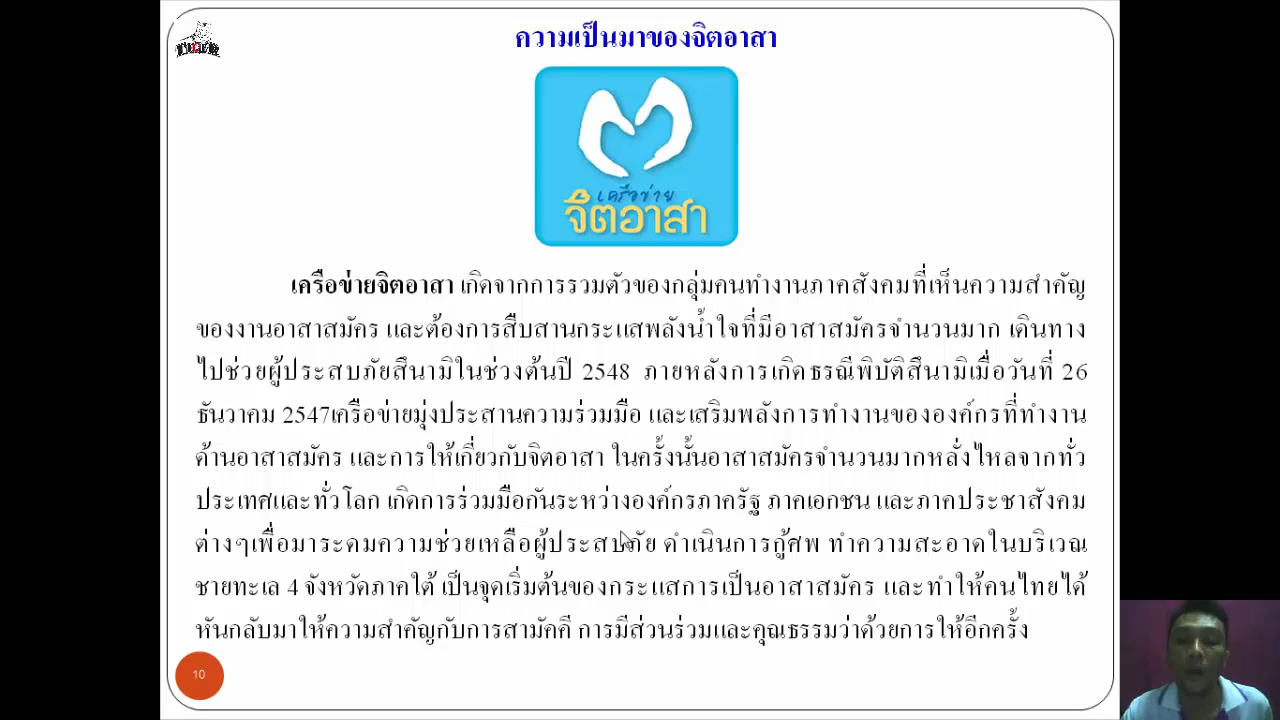 ความเป็นมาของจิตอาสา
เครือข่าย
จิตอาสา
เครือข่ายจิตอาสา เกิดจากการรวมตัวของกลุ่มคนทำงานภาคสังคมที่เห็นความสำคัญ
ของงานอาสาสมัคร และต้องการสืบสานกระแสพลังน้ำใจที่มีอาสาสมัครจำนวนมาก เดินทาง
ไปช่วยผู้ประสบภัยสึนามิในช่วงต้นปี 2548 ภายหลังการเกิดธรณีพิบัติสึนามิเมื่อวันที่ 26
ธันวาคม 2547เครือข่ายมุ่งประสานความร่วมมือ และเสริมพลังการทำงานขององค์กรที่ทำงาน
ด้านอาสาสมัคร และการให้เกี่ยวกับจิตอาสา ในครั้งนั้นอาสาสมัครจำนวนมากหลั่งไหลจากทั่ว
ประเทศและทั่วโลก เกิดการร่วมมือกันระหว่างองค์กรภาครัฐ ภาคเอกชน และภาคประชาสังคม
ต่างๆเพื่อมาระดมความช่วยเหลือผู้ประสบภัย ดำเนินการกู้ศพ ทำความสะอาดในบริเวณ
ชายทะเล 4 จังหวัดภาคใต้ เป็นจุดเริ่มต้นของกระแสการเป็นอาสาสมัคร และทำให้คนไทยได้
หันกลับมาให้ความสำคัญกับการสามัคคี การมีส่วนร่วมและคุณธรรมว่าด้วยการให้อีกครั้ง
10